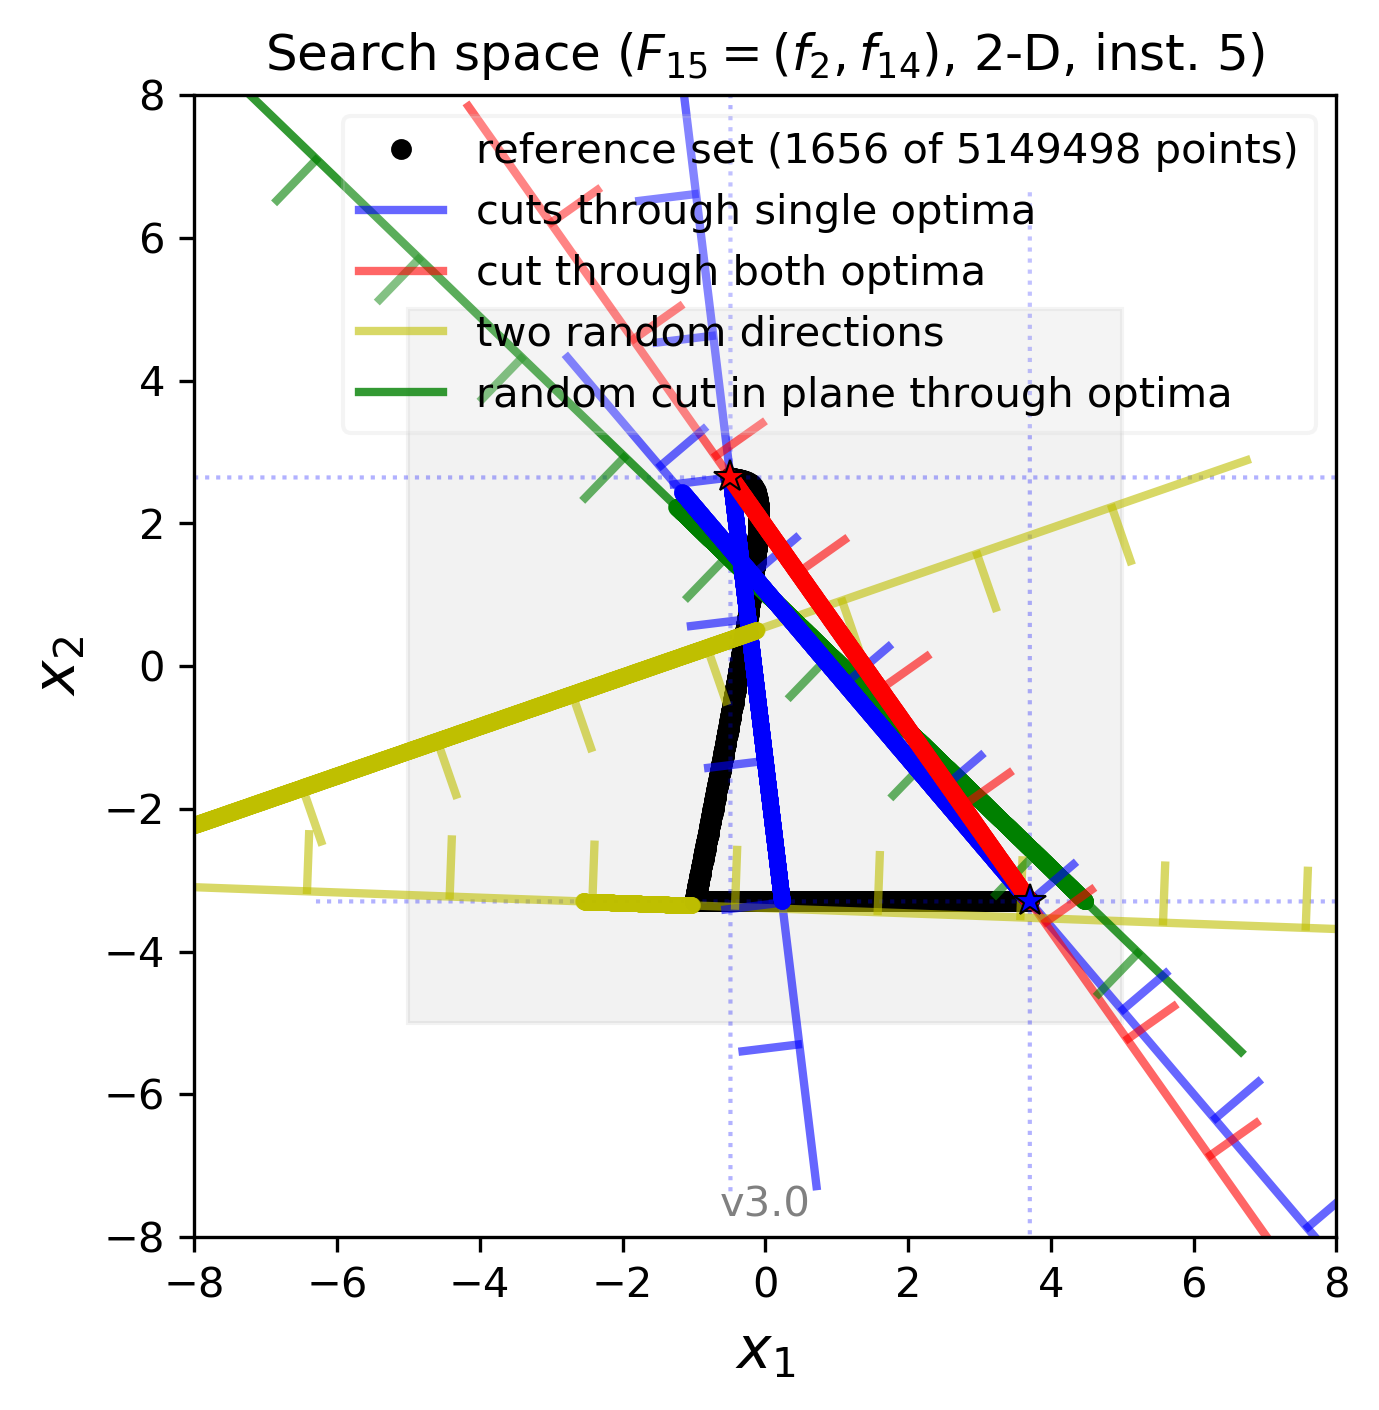 Search space (F₁₅ = (f₂, f₁₄), 2-D, inst. 5)
8
6
4
2
0
−2
−4
−6
−8
x₂
reference set (1656 of 5149498 points)
cuts through single optima
cut through both optima
two random directions
random cut in plane through optima
v3.0
−8 −6 −4 −2 0 2 4 6 8
x₁